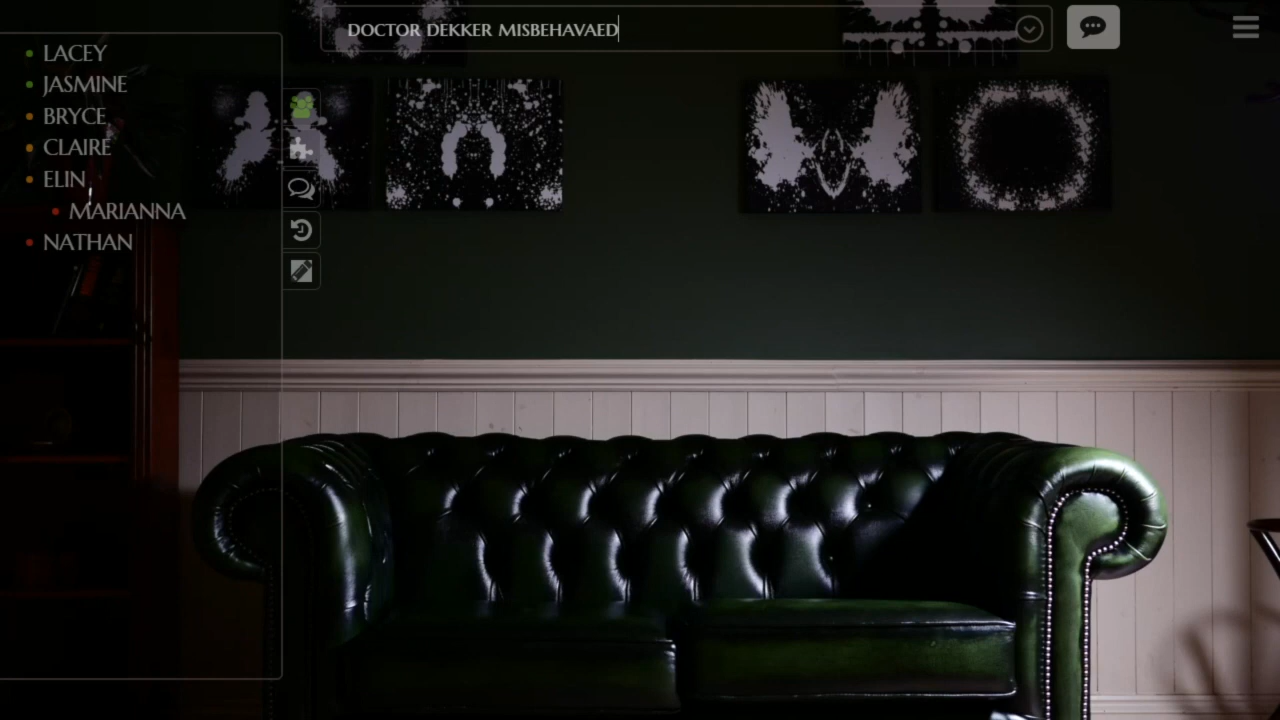 DOCTOR DEKKER MISBEHAVAED
LACEY
JASMINE
BRYCE
CLAIRE
ELIN
MARIANNA
NATHAN